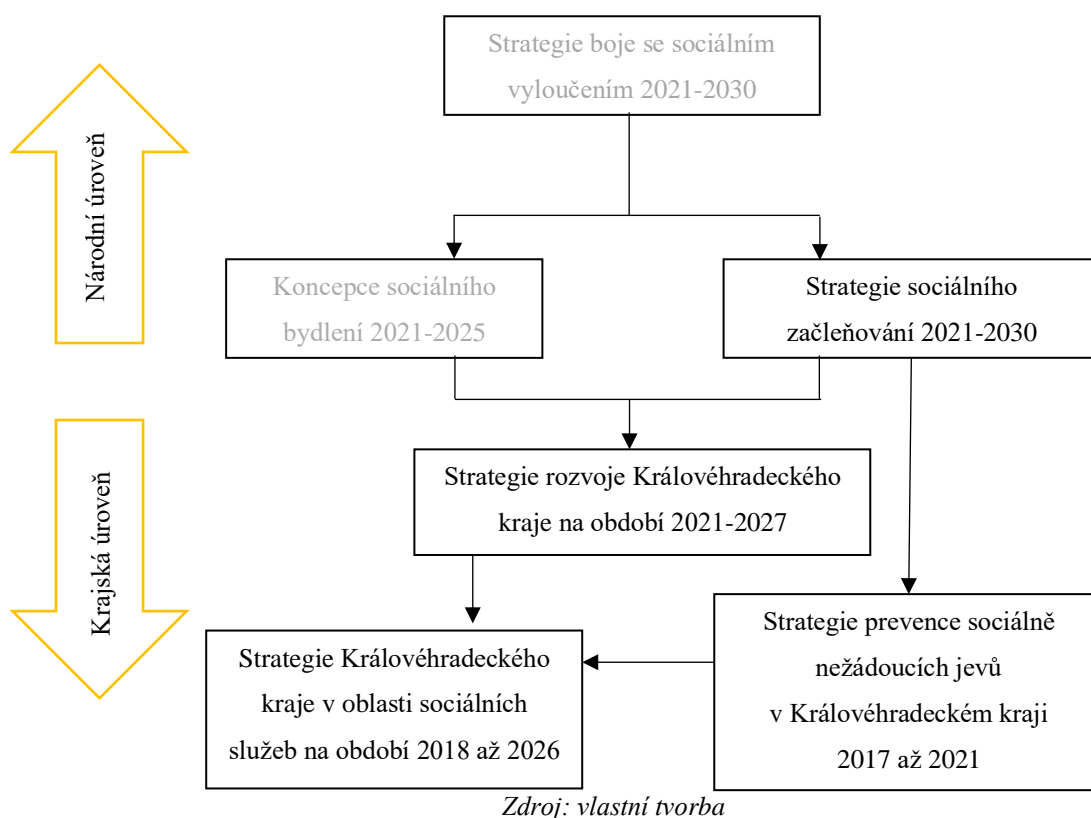 Strategie boje se sociálním
vyloučením 2021-2030
Národní úroveň
Koncepce sociálního
bydlení 2021-2025
Strategie sociálního
začleňování 2021-2030
Strategie rozvoje Královéhradeckého
kraje na období 2021-2027
Krajská úroveň
Strategie Královéhradeckého
kraje v oblasti sociálních
služeb na období 2018 až 2026
Strategie prevence sociálně
nežádoucích jevů
v Královéhradeckém kraji
2017 až 2021
Zdroj: vlastní tvorba